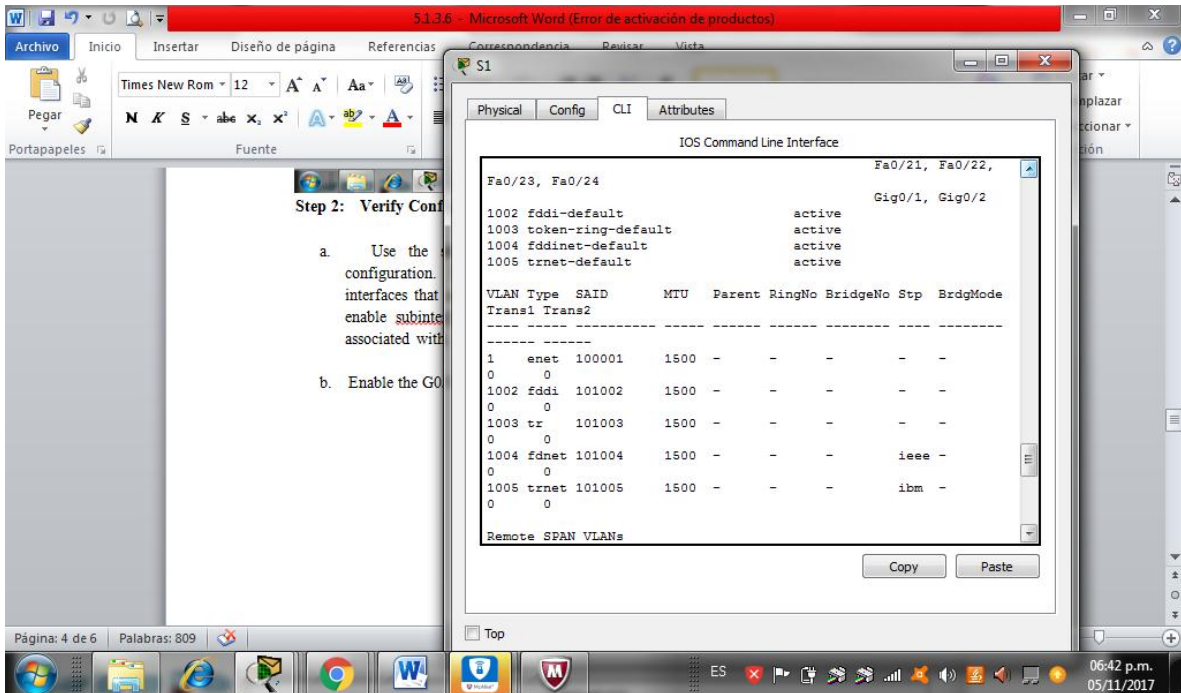 5.1.3.6 - Microsoft Word (Error de activación de productos)
Archivo Inicio Insertar Diseño de página Referencias Correspondencia Revisar Vista
Pegar
Times New Rom 12
N K S abc
Portapapeles
Fuente
S1
Physical Config CLI Attributes
IOS Command Line Interface
Fa0/21, Fa0/22,
Fa0/23, Fa0/24
Gig0/1, Gig0/2
1002 fddi-default active
1003 token-ring-default active
1004 fddinet-default active
1005 trnet-default active
VLAN Type SAID MTU Parent RingNo BridgeNo Stp BrdgMode
Trans1 Trans2
---- ----- ---------- ----- ------ ------ -------- ---- --------
------ ------
1 enet 100001 1500 - - - - -
0 0
1002 fddi 101002 1500 - - - - -
0 0
1003 tr 101003 1500 - - - - -
0 0
1004 fdnet 101004 1500 - - - ieee -
0 0
1005 trnet 101005 1500 - - - ibm -
0 0
Remote SPAN VLANs
Copy Paste
Top
Step 2: Verify Conf
a. Use the
configuration.
interfaces that
enable subinte
associated with
b. Enable the G0
Página: 4 de 6 Palabras: 809
ES
06:42 p.m.
05/11/2017